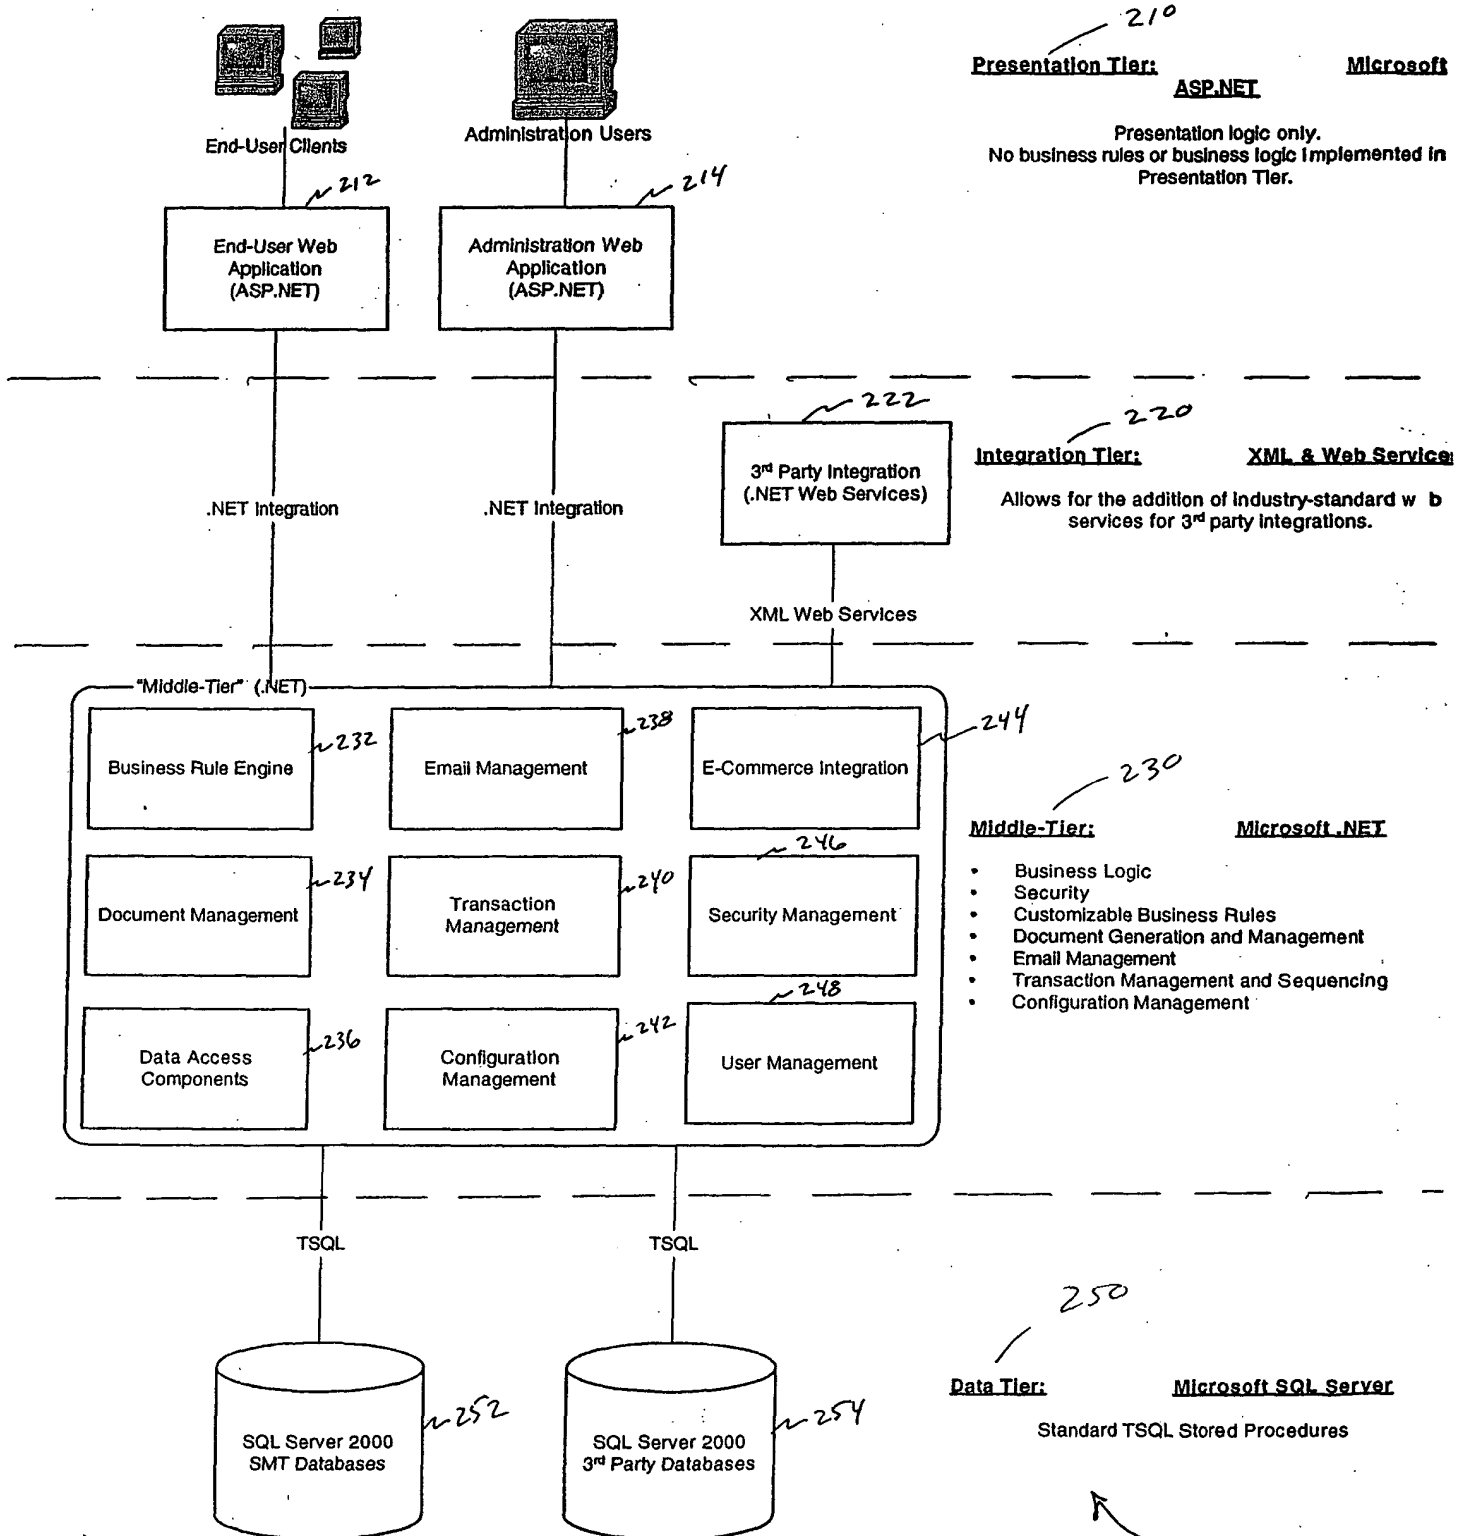 210
Presentation Tier: Microsoft
ASP.NET
Presentation logic only.
No business rules or business logic implemented in
Presentation Tier.
End-User Clients
Administration Users
212
214
End-User Web
Application
(ASP.NET)
Administration Web
Application
(ASP.NET)
222
220
3rd Party Integration
(.NET Web Services)
Integration Tier: XML & Web Service
Allows for the addition of industry-standard w b
services for 3rd party integrations.
.NET Integration
.NET Integration
XML Web Services
"Middle-Tier" (.NET)
232
238
244
Business Rule Engine
Email Management
E-Commerce Integration
230
Middle-Tier: Microsoft .NET
• Business Logic
• Security
• Customizable Business Rules
• Document Generation and Management
• Email Management
• Transaction Management and Sequencing
• Configuration Management
234
240
246
Document Management
Transaction
Management
Security Management
236
242
248
Data Access
Components
Configuration
Management
User Management
TSQL
TSQL
250
Data Tier: Microsoft SQL Server
Standard TSQL Stored Procedures
252
254
SQL Server 2000
SMT Databases
SQL Server 2000
3rd Party Databases